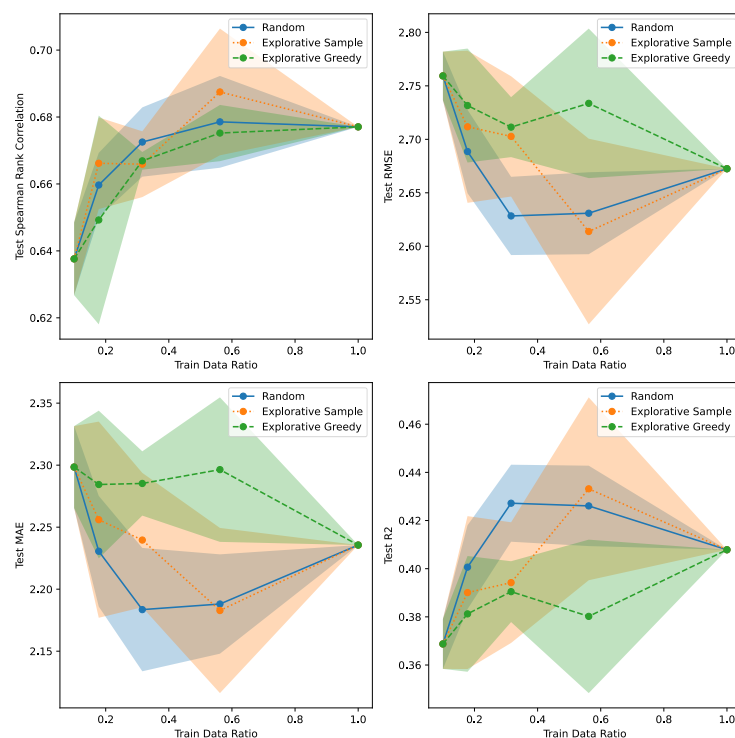 Random
Explorative Sample
Explorative Greedy
0.70
0.68
0.66
0.64
0.62
Test Spearman Rank Correlation
0.2 0.4 0.6 0.8 1.0
Train Data Ratio
Random
Explorative Sample
Explorative Greedy
2.80
2.75
2.70
2.65
2.60
2.55
Test RMSE
0.2 0.4 0.6 0.8 1.0
Train Data Ratio
Random
Explorative Sample
Explorative Greedy
2.35
2.30
2.25
2.20
2.15
Test MAE
0.2 0.4 0.6 0.8 1.0
Train Data Ratio
Random
Explorative Sample
Explorative Greedy
0.46
0.44
0.42
0.40
0.38
0.36
Test R2
0.2 0.4 0.6 0.8 1.0
Train Data Ratio